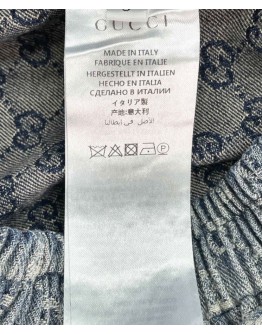 GUCCI
MADE IN ITALY
FABRIQUE EN ITALIE
HERGESTELLT IN ITALIEN
HECHO EN ITALIA
СДЕЛАНО В ИТАЛИИ
イタリア製
产地:意大利